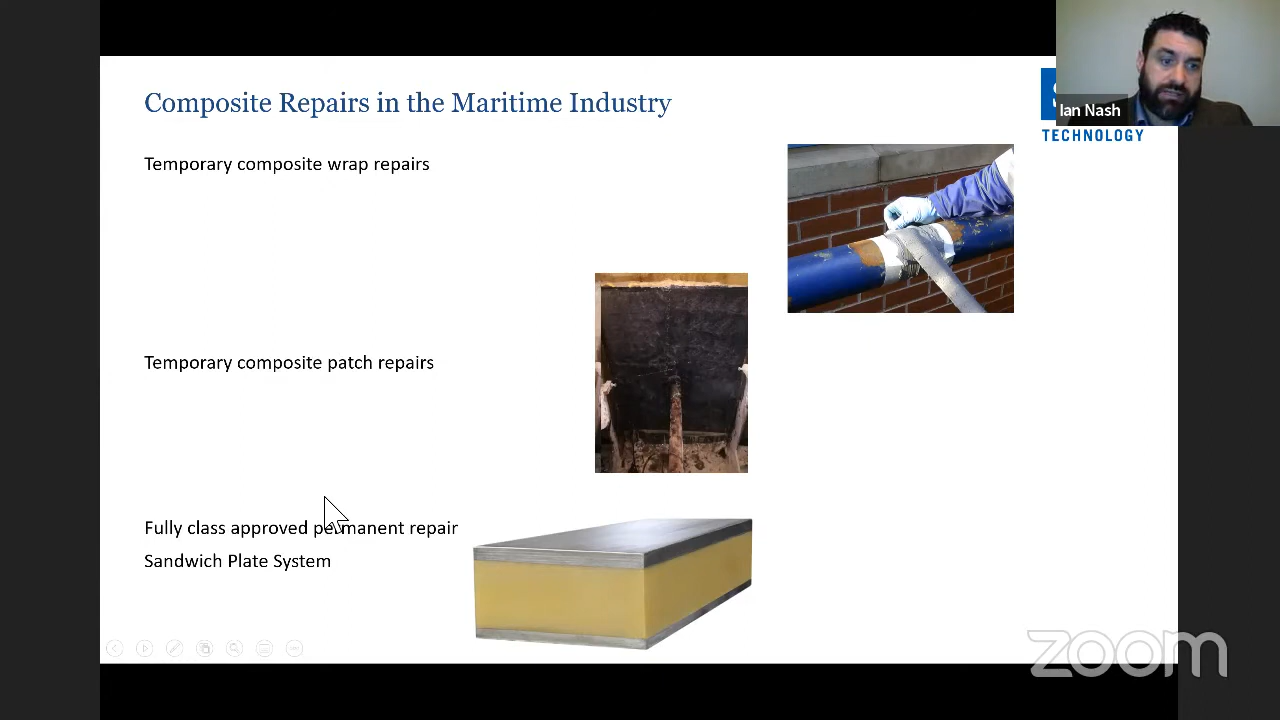 Composite Repairs in the Maritime Industry
Ian Nash
TECHNOLOGY
Temporary composite wrap repairs
Temporary composite patch repairs
Fully class approved permanent repair
Sandwich Plate System
zoom